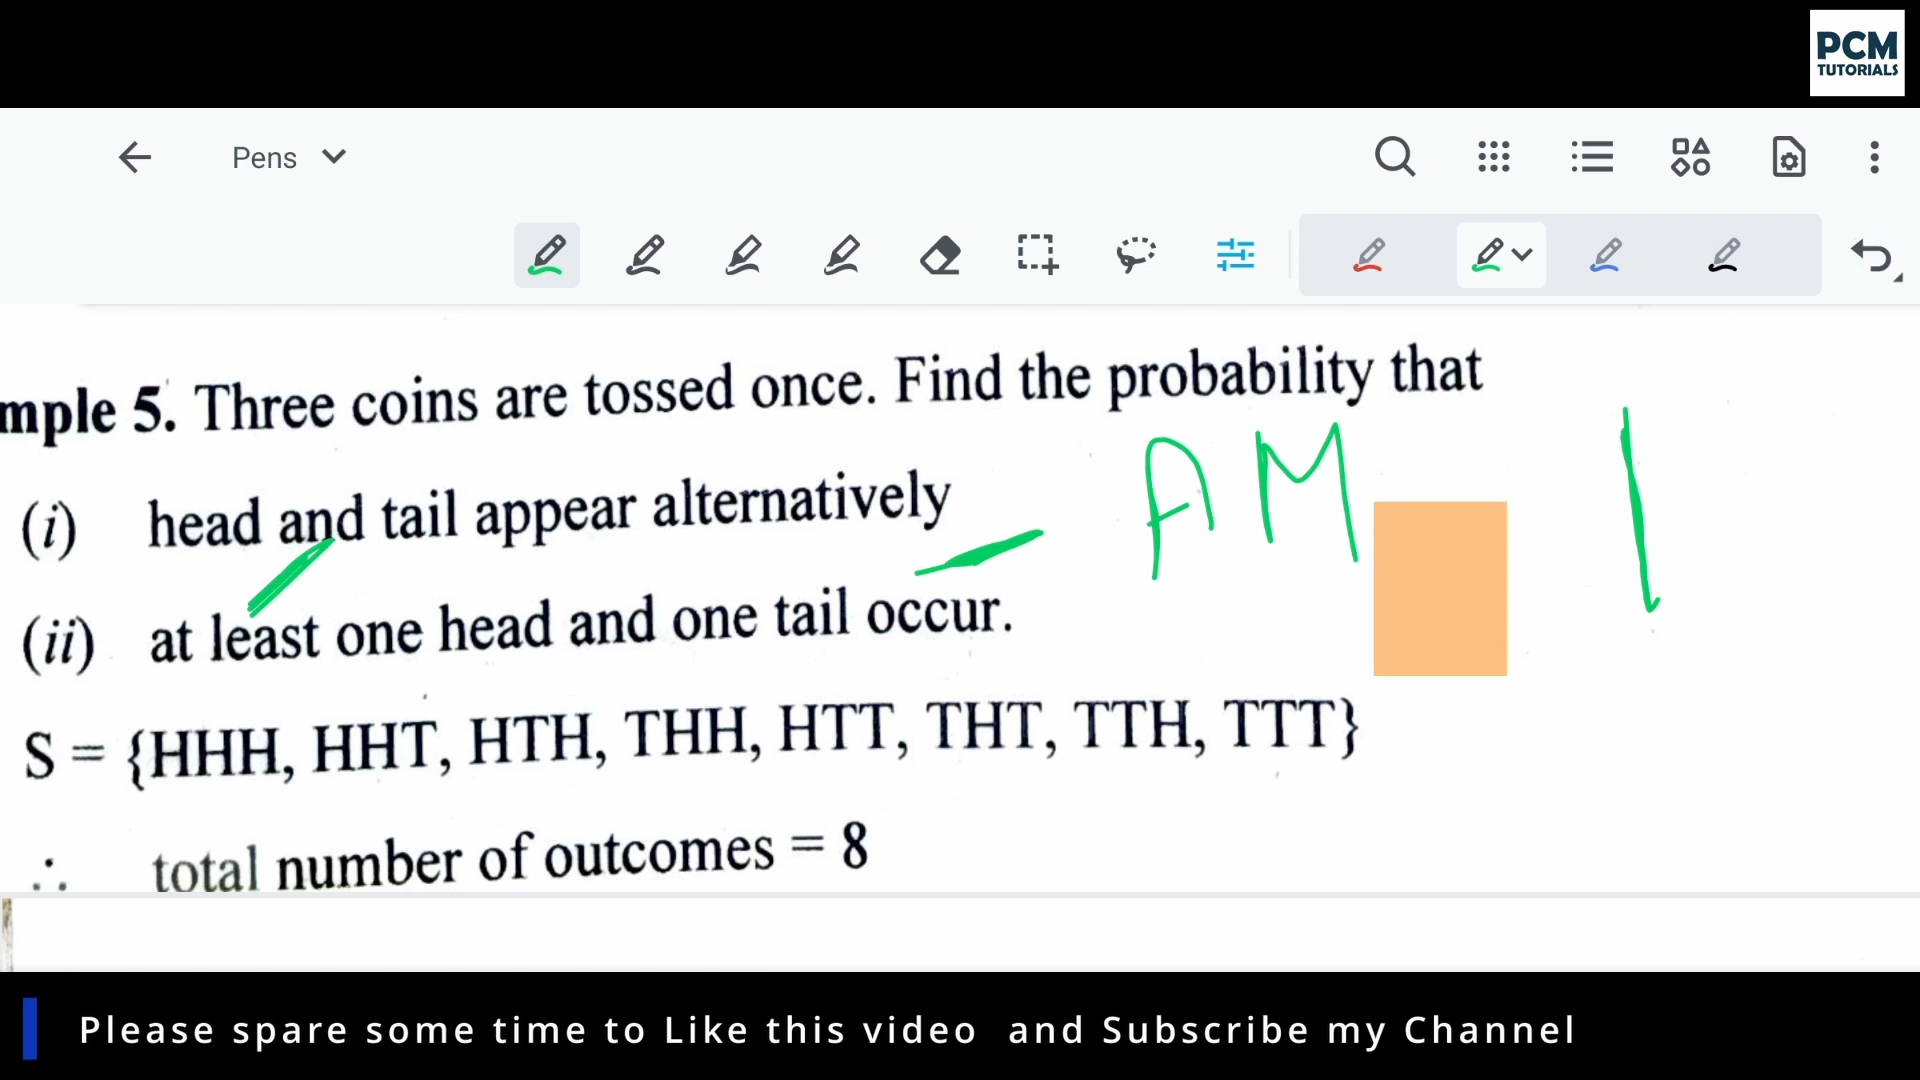 PCM
TUTORIALS
Pens
mple 5. Three coins are tossed once. Find the probability that
AM
(i) head and tail appear alternatively
(ii) at least one head and one tail occur.
S = {HHH, HHT, HTH, THH, HTT, THT, TTH, TTT}
∴ total number of outcomes = 8
Please spare some time to Like this video and Subscribe my Channel